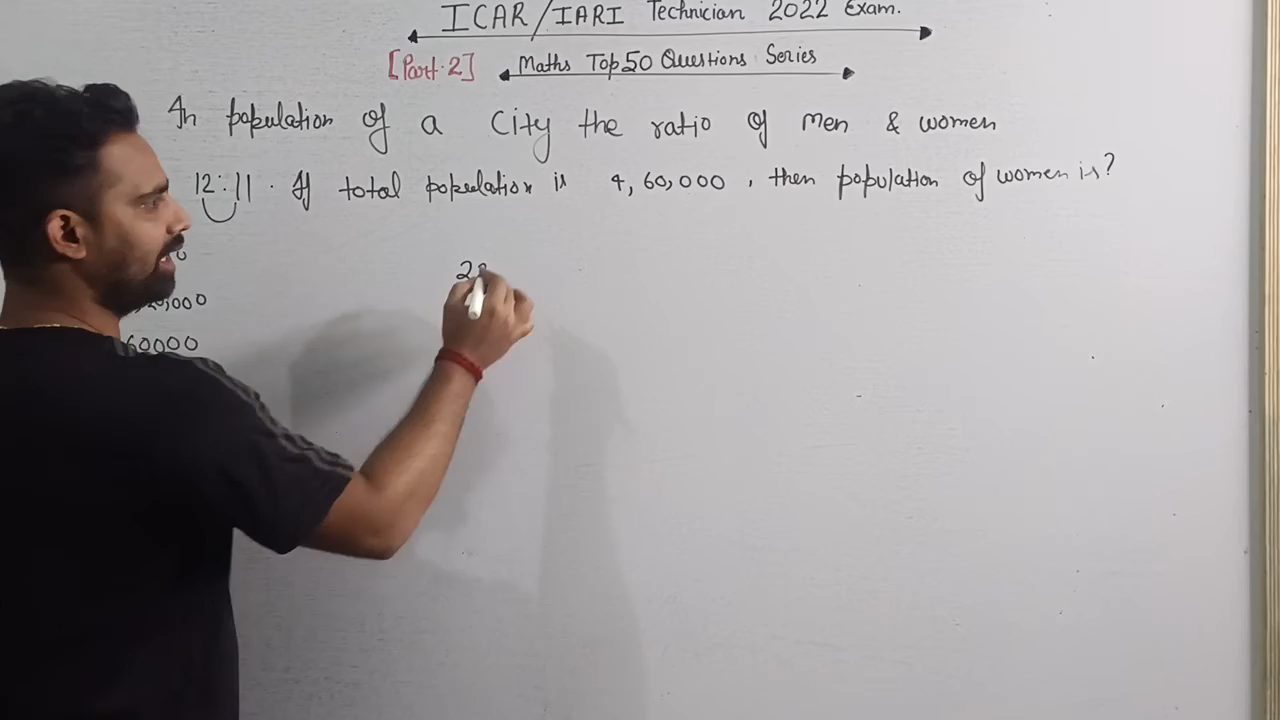 ICAR/IARI Technician 2022 Exam.
[Part-2] Maths Top 50 Questions Series
In population of a City the ratio of men & women
12:11. If total population is 4,60,000, then population of women is?
60000